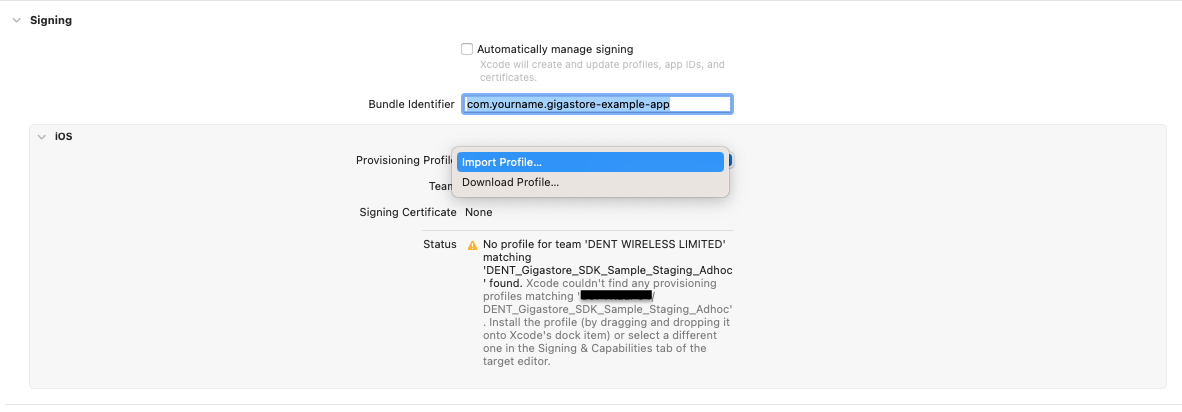 Signing
Automatically manage signing
Xcode will create and update profiles, app IDs, and
certificates.
Bundle Identifier com.yourname.gigastore-example-app
iOS
Provisioning Profile
Import Profile...
Download Profile...
Team
Signing Certificate None
Status No profile for team 'DENT WIRELESS LIMITED'
matching
'DENT_Gigastore_SDK_Sample_Staging_Adhoc
' found. Xcode couldn't find any provisioning
profiles matching ' /
DENT_Gigastore_SDK_Sample_Staging_Adhoc'
. Install the profile (by dragging and dropping it
onto Xcode's dock item) or select a different
one in the Signing & Capabilities tab of the
target editor.